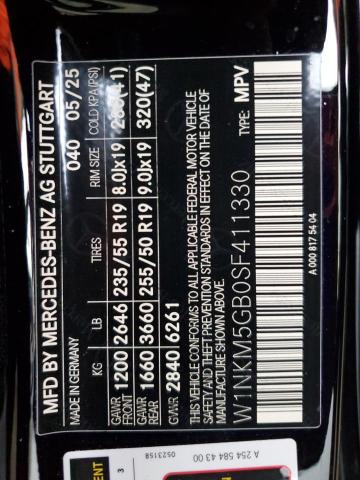 MFD BY MERCEDES-BENZ AG STUTTGART
MADE IN GERMANY 040 05/25
KG LB TIRES RIM SIZE COLD KPA(PSI)
GAWR FRONT 1200 2646 235/55 R19 8.0Jx19 285(41)
GAWR REAR 1660 3660 255/50 R19 9.0Jx19 320(47)
GVWR 2840 6261
THIS VEHICLE CONFORMS TO ALL APPLICABLE FEDERAL MOTOR VEHICLE
SAFETY AND THEFT PREVENTION STANDARDS IN EFFECT ON THE DATE OF
MANUFACTURE SHOWN ABOVE.
W1NKM5GB0SF411330 TYPE: MPV
A 000 817 54 04
3
0523158
A 254 584 43 00